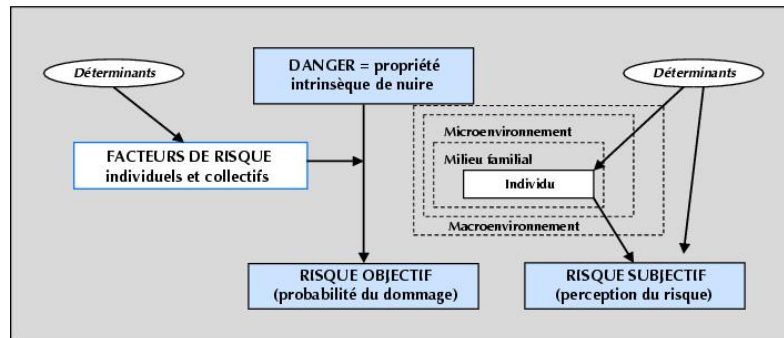 Déterminants
DANGER = propriété
intrinsèque de nuire
Déterminants
FACTEURS DE RISQUE
individuels et collectifs
Microenvironnement
Milieu familial
Individu
Macroenvironnement
RISQUE OBJECTIF
(probabilité du dommage)
RISQUE SUBJECTIF
(perception du risque)